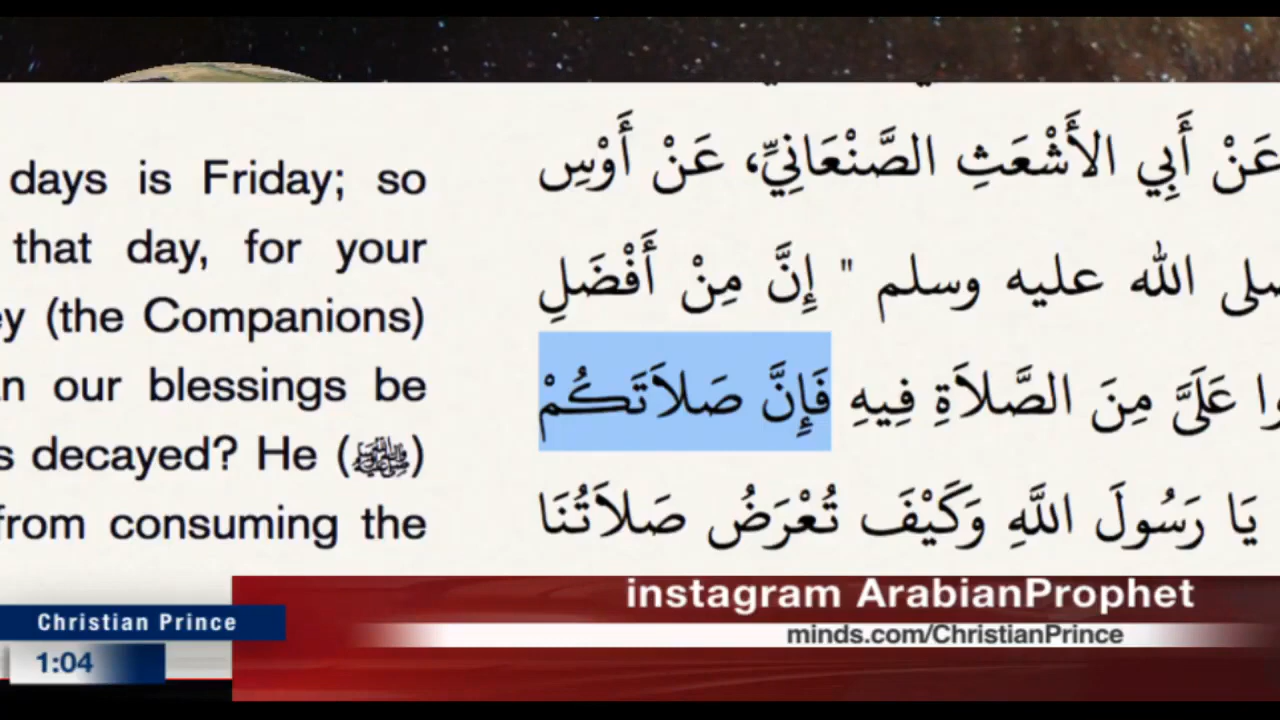 days is Friday; so
that day, for your
(the Companions)
our blessings be
decayed? He (ﷺ)
from consuming the
عَنْ أَبِي الأَشْعَثِ الصَّنْعَانِيِّ، عَنْ أَوْسِ
صلى الله عليه وسلم " إِنَّ مِنْ أَفْضَلِ
عَلَىَّ مِنَ الصَّلاَةِ فِيهِ فَإِنَّ صَلاَتَكُمْ
يَا رَسُولَ اللَّهِ وَكَيْفَ تُعْرَضُ صَلاَتُنَا
instagram ArabianProphet
Christian Prince
minds.com/ChristianPrince
1:04